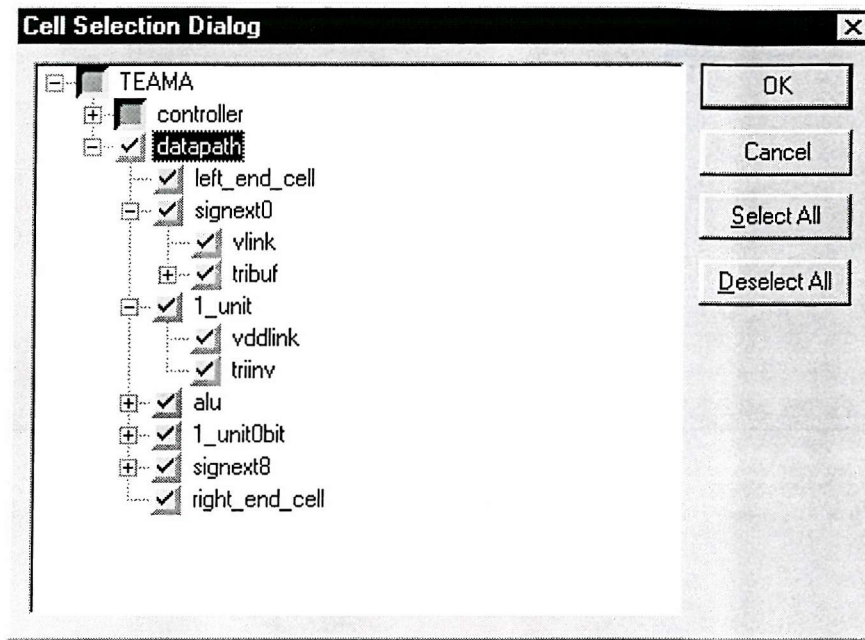 Cell Selection Dialog
TEAMA
controller
datapath
left_end_cell
signext0
vlink
tribuf
1_unit
vddlink
triinv
alu
1_unit0bit
signext8
right_end_cell
OK
Cancel
Select All
Deselect All